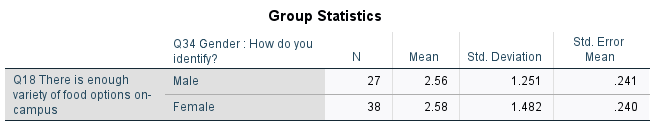 Group Statistics
Q34 Gender : How do you identify? N Mean Std. Deviation Std. Error Mean
Q18 There is enough variety of food options on-campus Male 27 2.56 1.251 .241
Female 38 2.58 1.482 .240